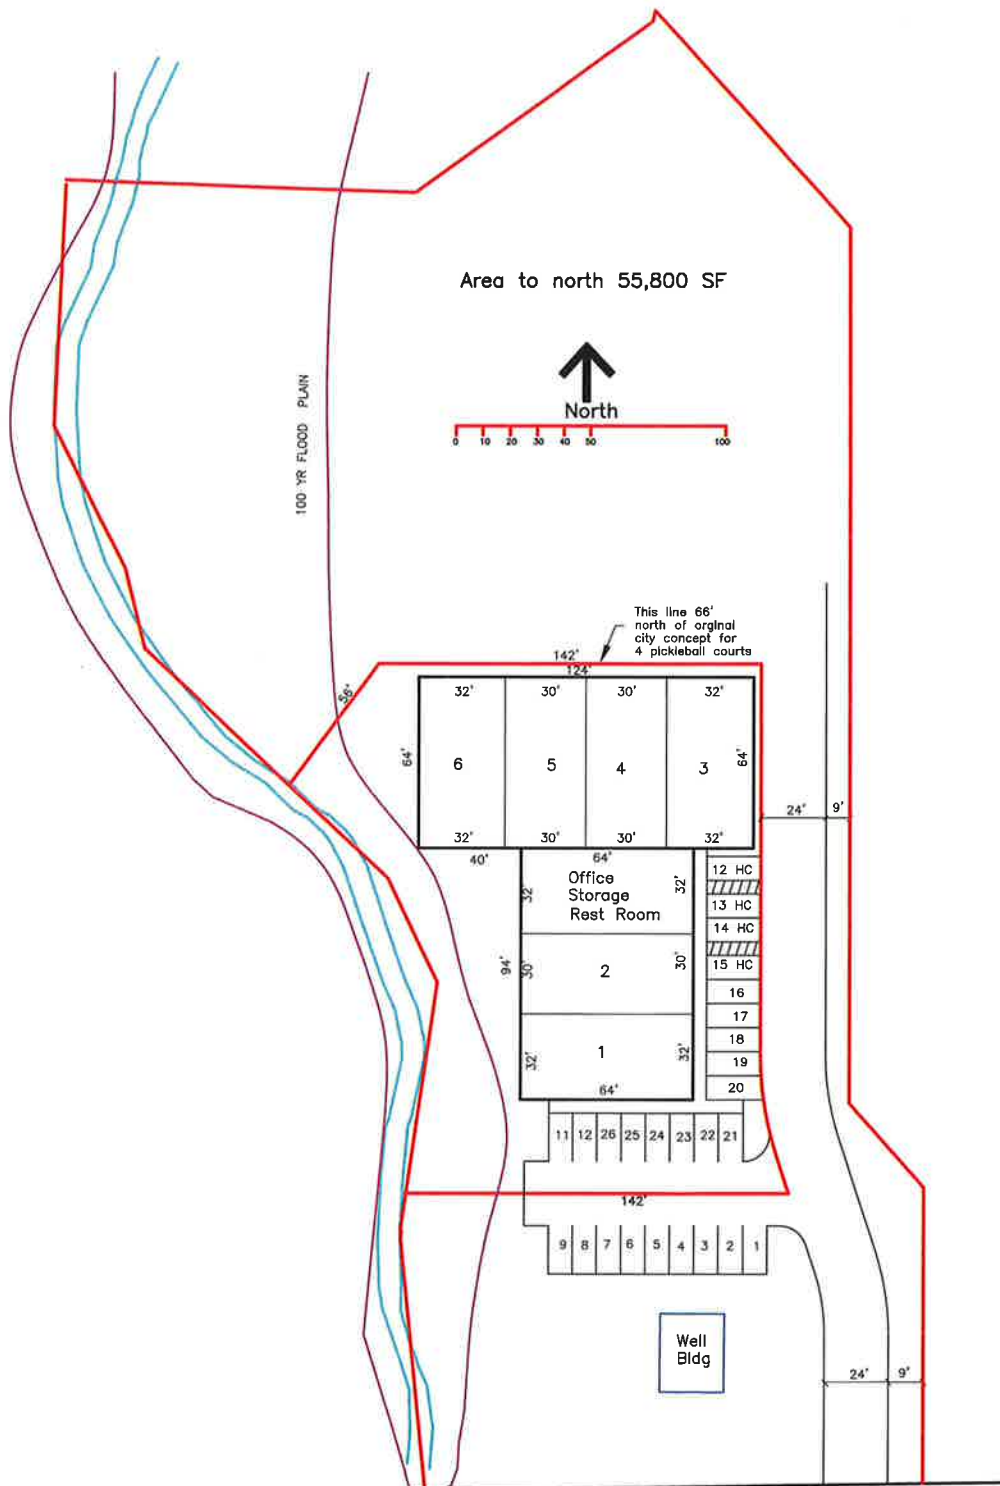 Area to north 55,800 SF
North
0 10 20 30 40 50 100
100 YR FLOOD PLAIN
This line 66'
north of orginal
city concept for
4 pickleball courts
142'
124'
56'
32' 30' 30' 32'
64' 6 5 4 3 64'
32' 30' 30' 32'
24' 9'
40' 64'
Office
Storage
Rest Room
32' 32'
12 HC
13 HC
14 HC
15 HC
94' 30' 2 30'
16
17
18
19
20
32' 1 32'
64'
11 12 26 25 24 23 22 21
142'
9 8 7 6 5 4 3 2 1
Well
Bldg
24' 9'